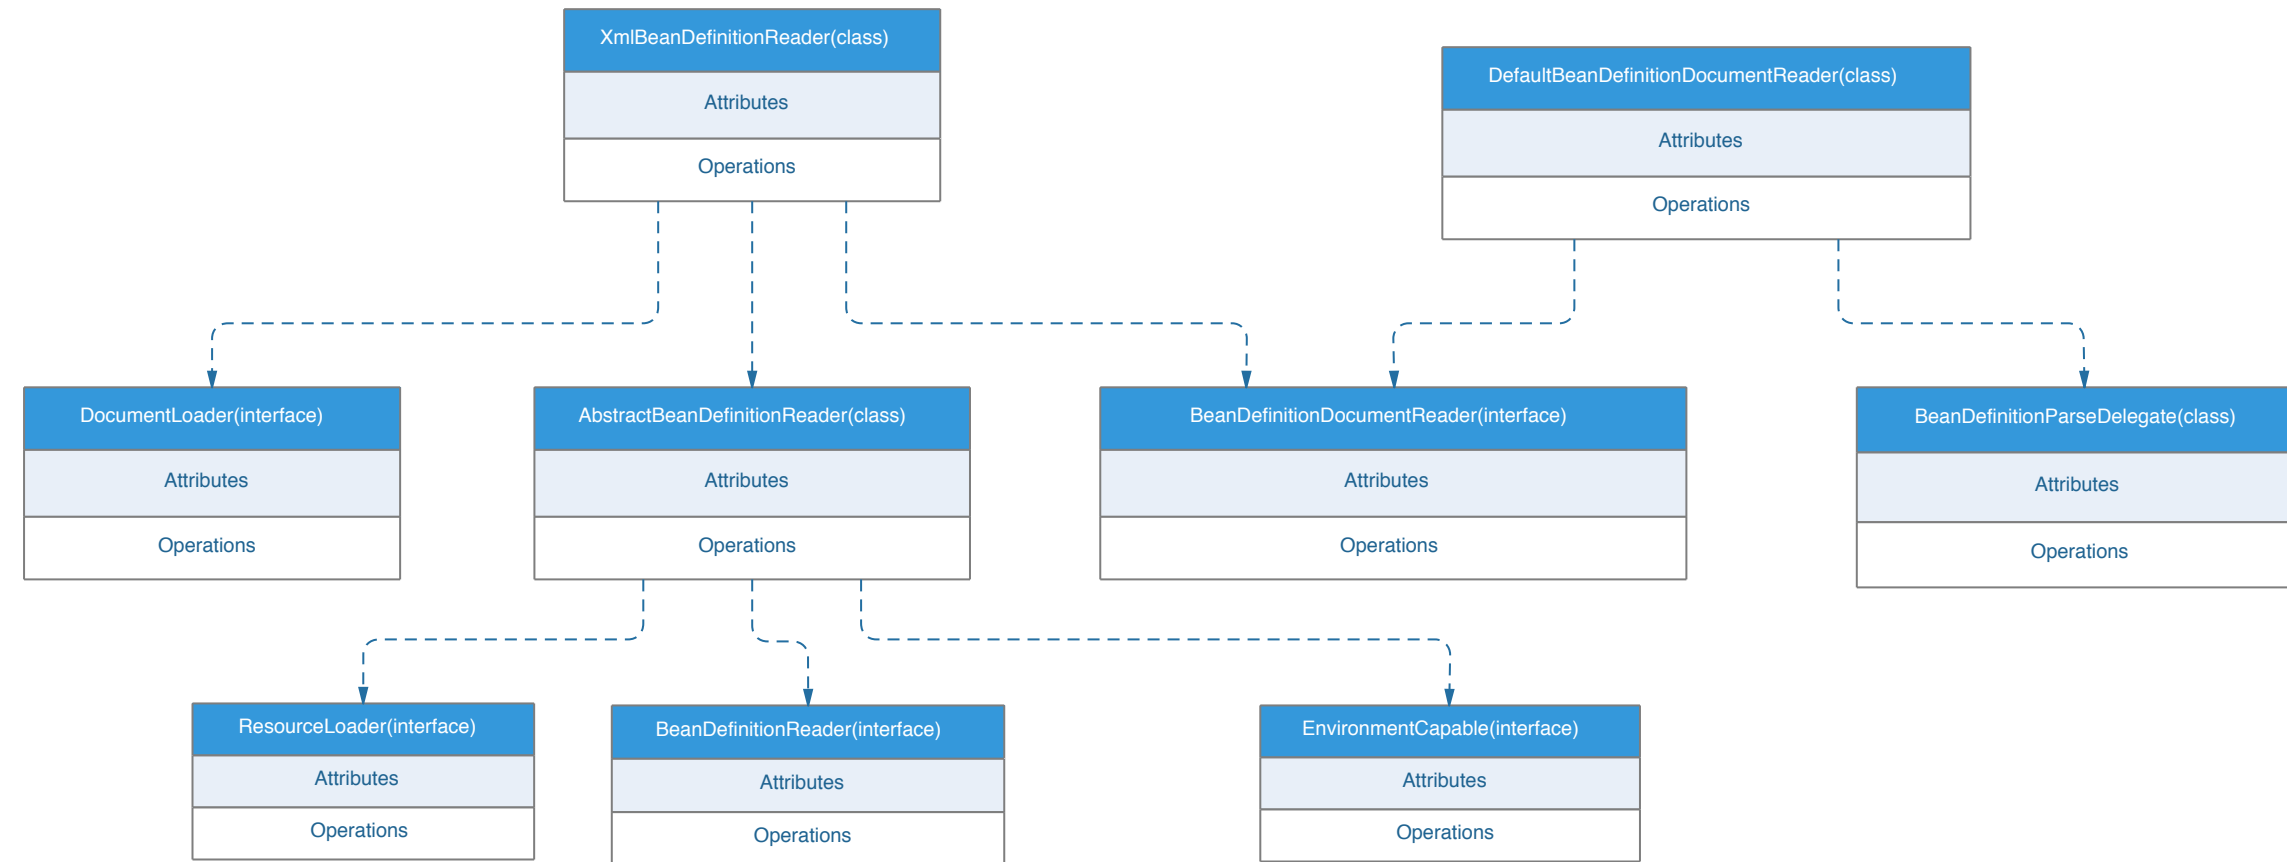 XmlBeanDefinitionReader(class)
Attributes
Operations
DefaultBeanDefinitionDocumentReader(class)
Attributes
Operations
DocumentLoader(interface)
Attributes
Operations
AbstractBeanDefinitionReader(class)
Attributes
Operations
BeanDefinitionDocumentReader(interface)
Attributes
Operations
BeanDefinitionParseDelegate(class)
Attributes
Operations
ResourceLoader(interface)
Attributes
Operations
BeanDefinitionReader(interface)
Attributes
Operations
EnvironmentCapable(interface)
Attributes
Operations